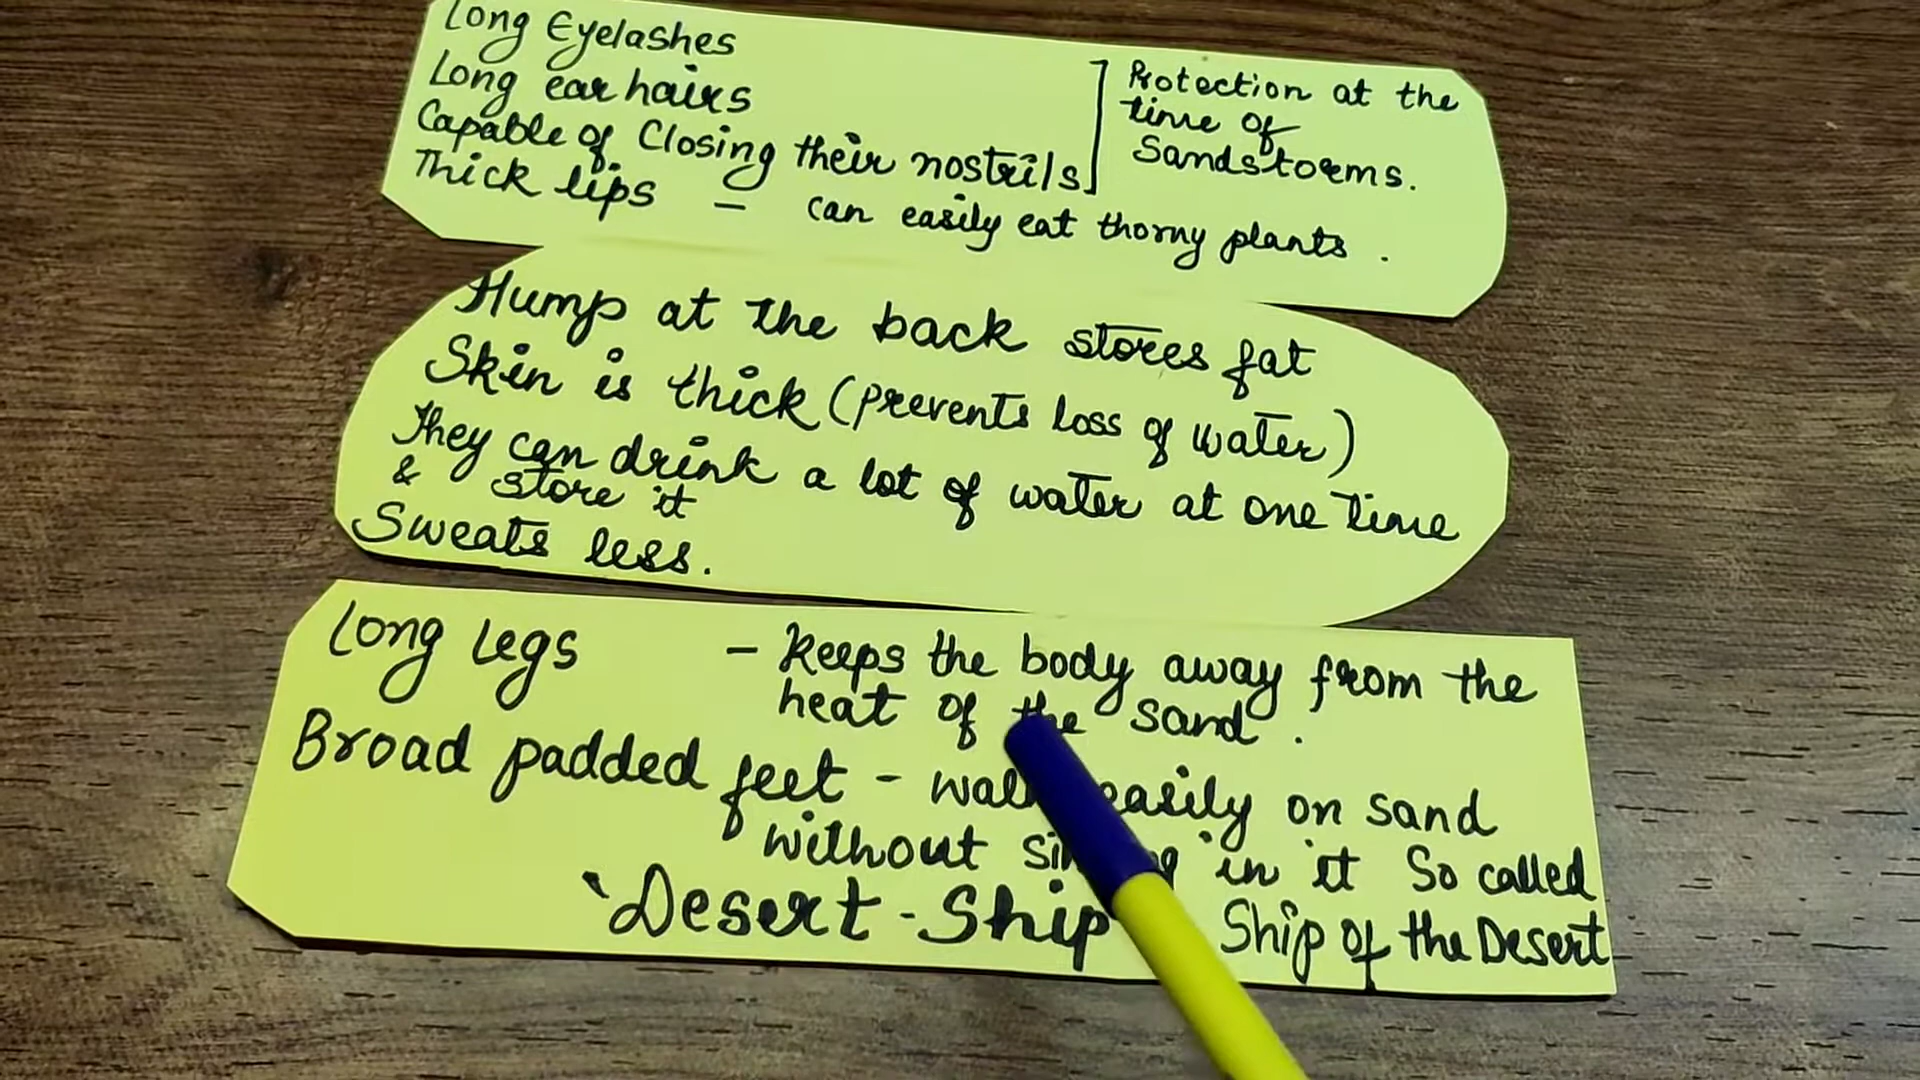 Long Eyelashes
Long ear hairs
Capable of Closing their nostrils
Protection at the
time of
Sandstorms.
Thick lips - can easily eat thorny plants.
Hump at the back stores fat
Skin is thick (prevents loss of water)
They can drink a lot of water at one time
& store it
Sweats less.
Long Legs - keeps the body away from the
heat of the sand.
Broad padded feet - walk easily on sand
without in it So called
'Desert-Ship Ship of the Desert